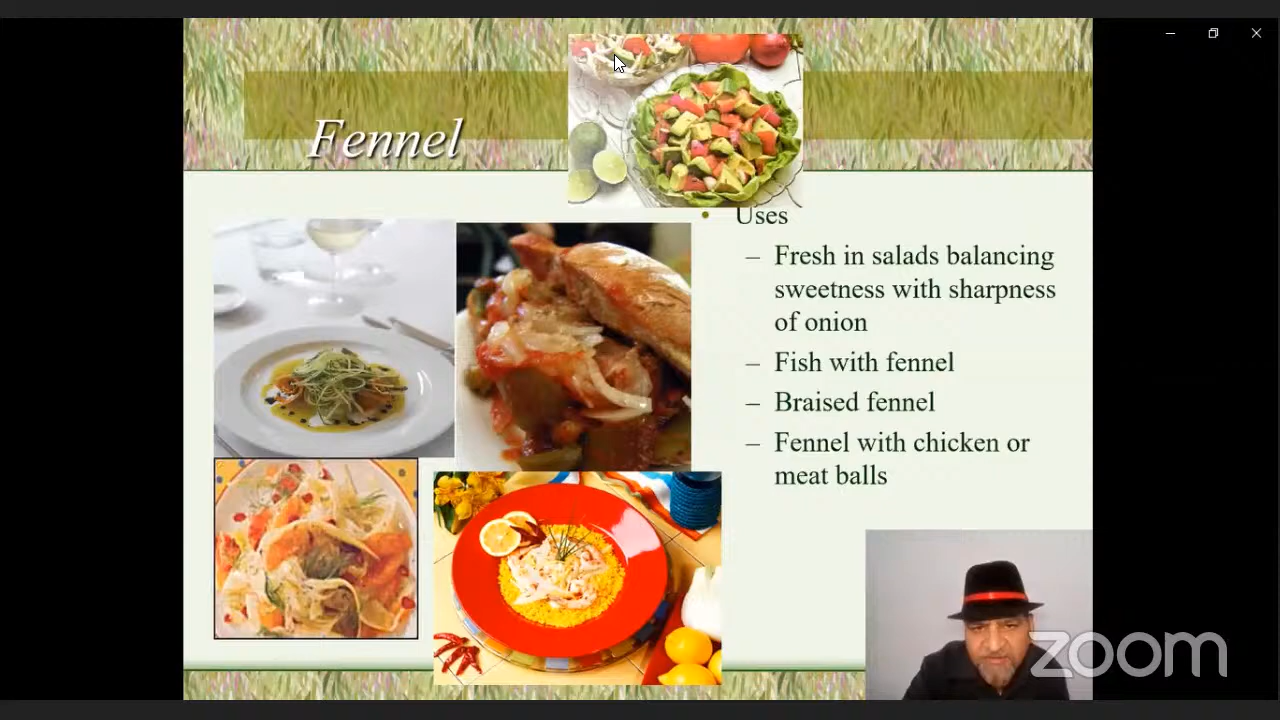 Fennel
Uses
– Fresh in salads balancing
sweetness with sharpness
of onion
– Fish with fennel
– Braised fennel
– Fennel with chicken or
meat balls
zoom